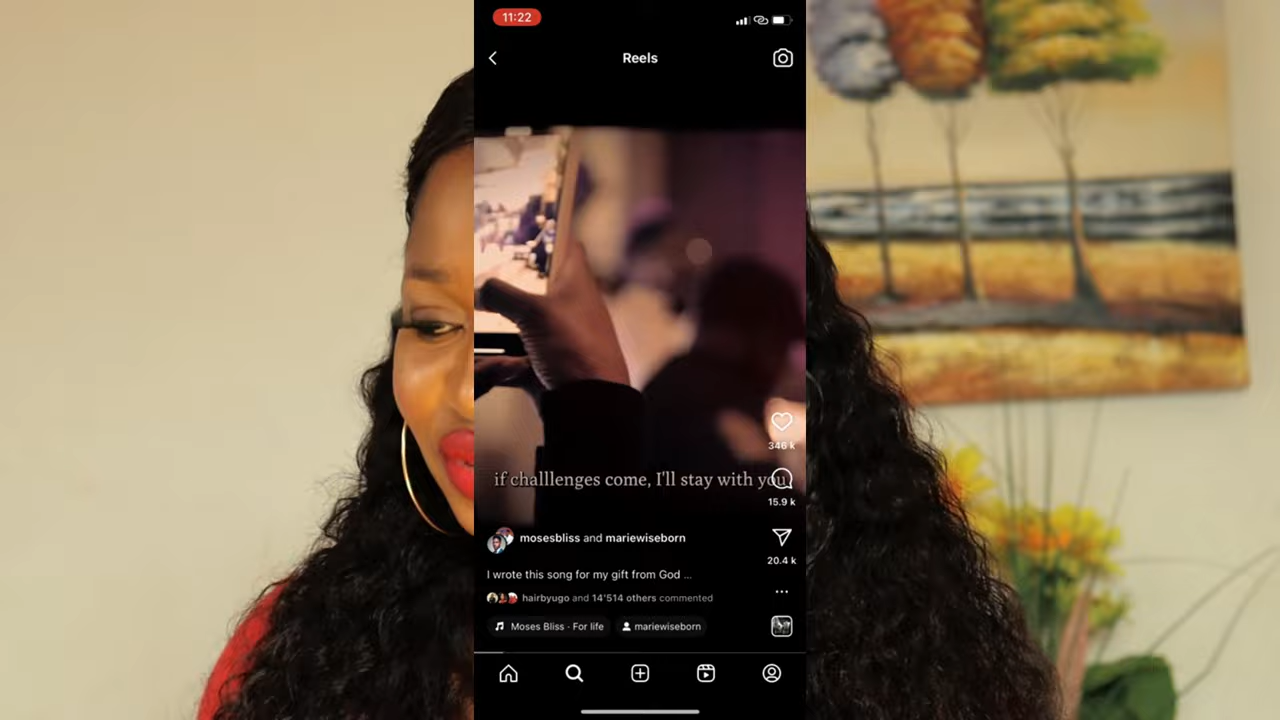 11:22
Reels
346 k
if challlenges come, I'll stay with you
15.9 k
mosesbliss and mariewiseborn
20.4 k
I wrote this song for my gift from God ...
hairbyugo and 14'514 others commented
Moses Bliss · For life
mariewiseborn